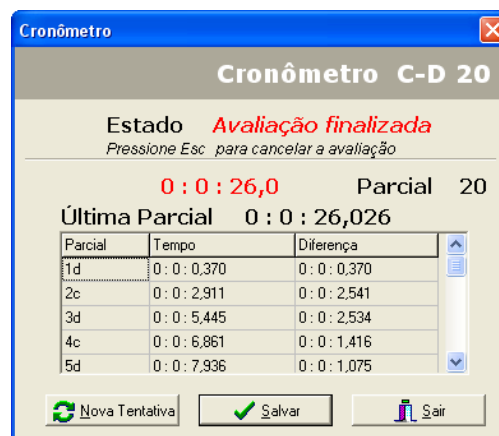 Cronômetro
Cronômetro C-D 20
Estado Avaliação finalizada
Pressione Esc para cancelar a avaliação
0 : 0 : 26,0 Parcial 20
Última Parcial 0 : 0 : 26,026
Parcial Tempo Diferença
1d 0 : 0 : 0,370 0 : 0 : 0,370
2c 0 : 0 : 2,911 0 : 0 : 2,541
3d 0 : 0 : 5,445 0 : 0 : 2,534
4c 0 : 0 : 6,861 0 : 0 : 1,416
5d 0 : 0 : 7,936 0 : 0 : 1,075
Nova Tentativa Salvar Sair